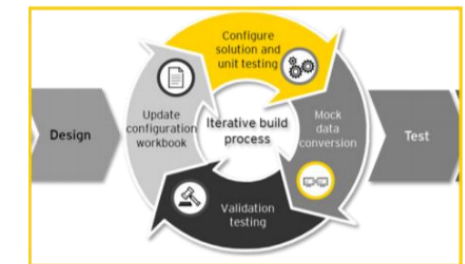 Configure
solution and
unit testing
Design
Update
configuration
workbook
Iterative build
process
Mock
data
conversion
Test
Validation
testing